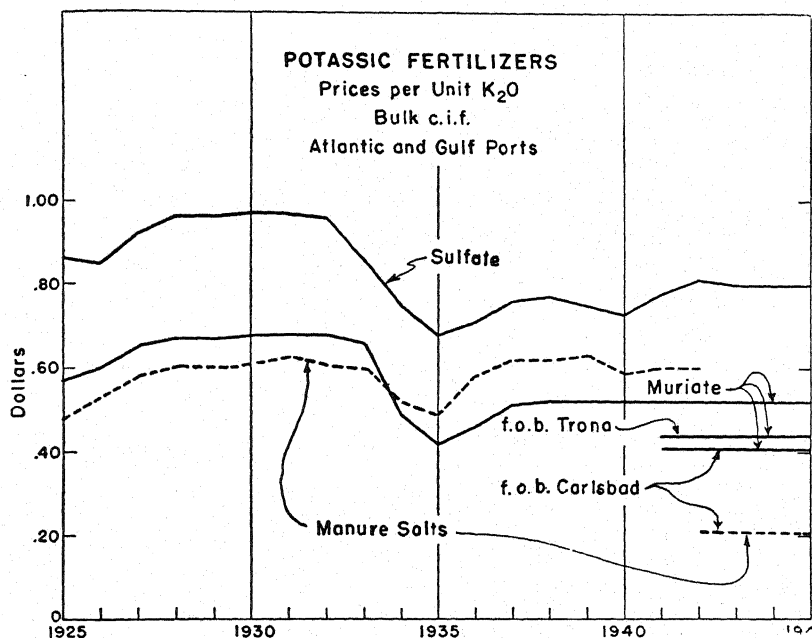 POTASSIC FERTILIZERS
Prices per Unit K₂O
Bulk c.i.f.
Atlantic and Gulf Ports
1.00
Sulfate
.80
Dollars
.60
Muriate
f.o.b. Trona
.40
f.o.b. Carlsbad
Manure Salts
.20
0
1925 1930 1935 1940